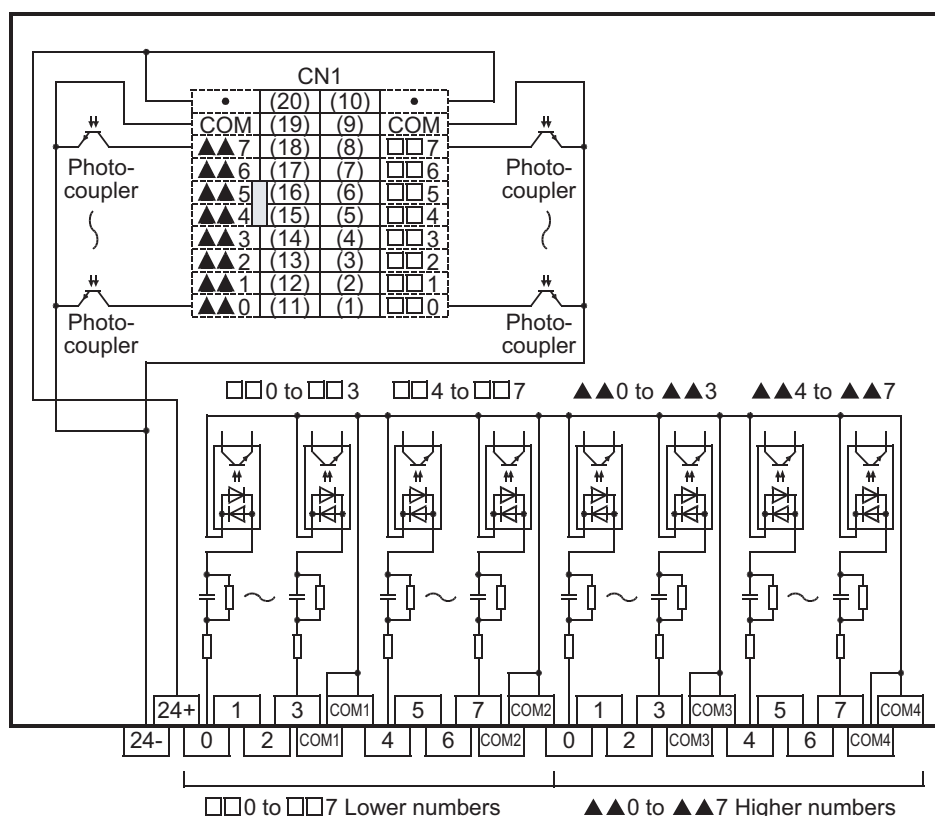 CN1
• (20) (10) •
COM (19) (9) COM
▲▲7 (18) (8) □□7
▲▲6 (17) (7) □□6
▲▲5 (16) (6) □□5
▲▲4 (15) (5) □□4
▲▲3 (14) (4) □□3
▲▲2 (13) (3) □□2
▲▲1 (12) (2) □□1
▲▲0 (11) (1) □□0
Photo-
coupler
Photo-
coupler
Photo-
coupler
Photo-
coupler
□□0 to □□3 □□4 to □□7 ▲▲0 to ▲▲3 ▲▲4 to ▲▲7
24+ 1 3 COM1 5 7 COM2 1 3 COM3 5 7 COM4
24- 0 2 COM1 4 6 COM2 0 2 COM3 4 6 COM4
□□0 to □□7 Lower numbers ▲▲0 to ▲▲7 Higher numbers